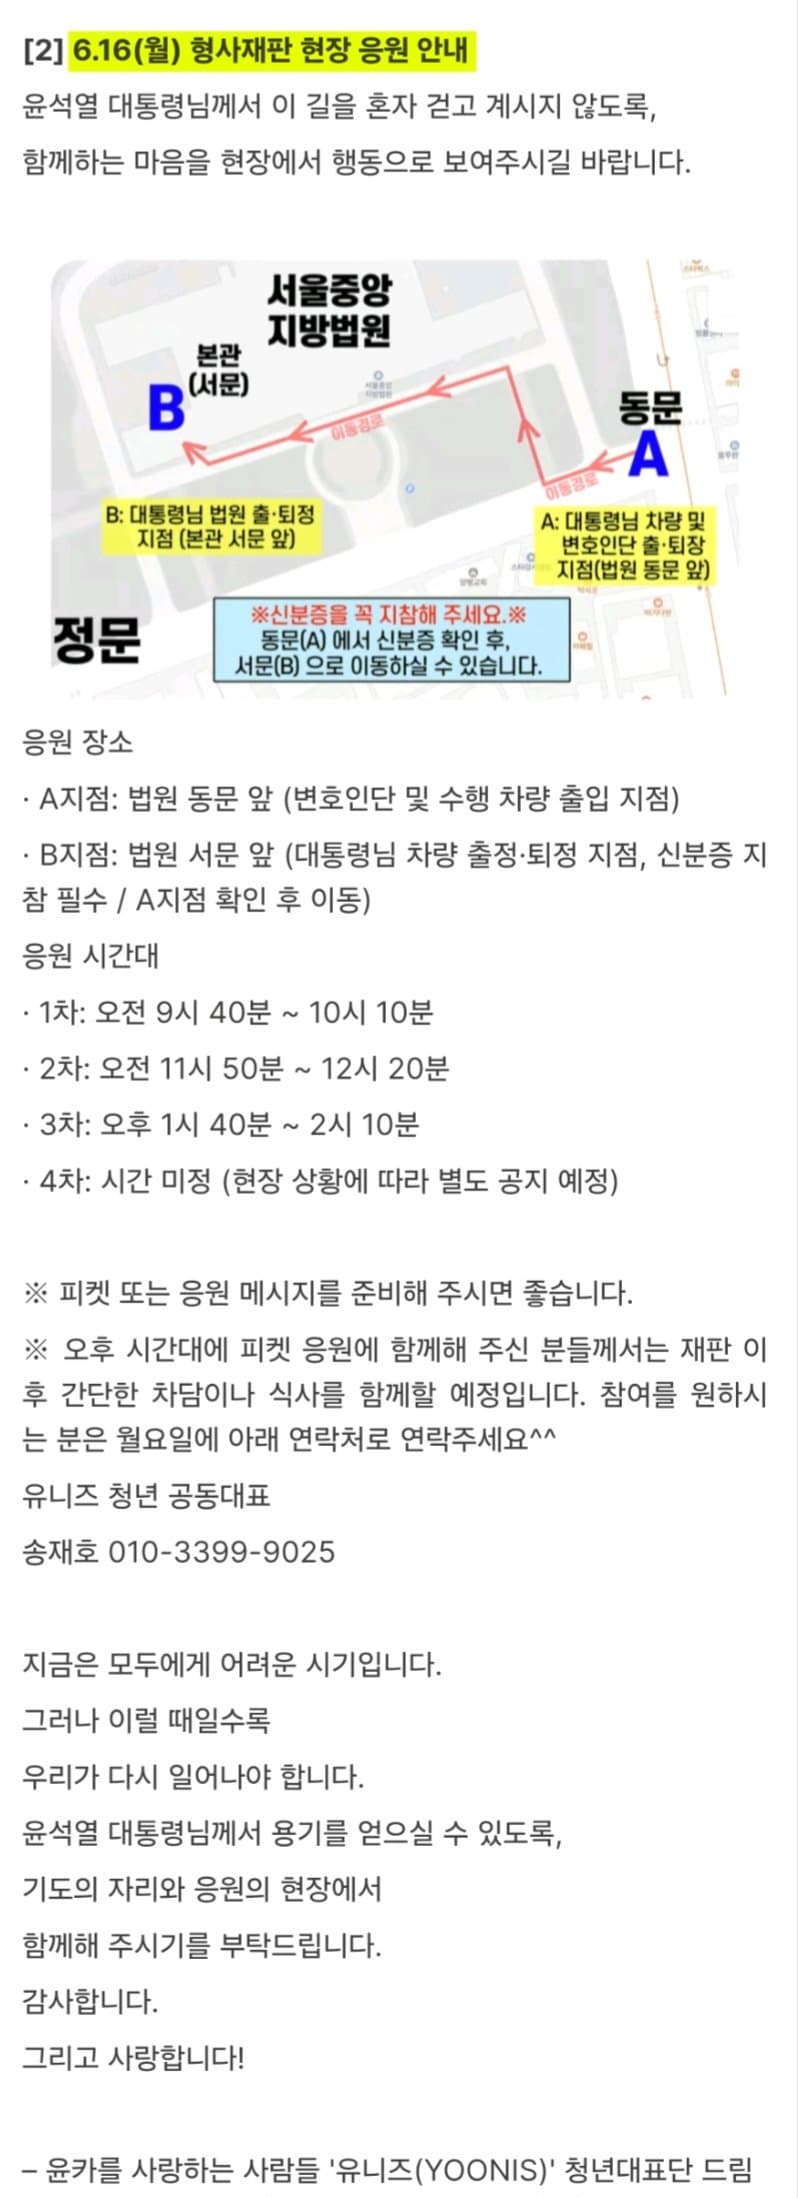 [2] 6.16(월) 형사재판 현장 응원 안내
윤석열 대통령님께서 이 길을 혼자 걷고 계시지 않도록,
함께하는 마음을 현장에서 행동으로 보여주시길 바랍니다.
서울중앙
지방법원
본관
(서문)
B
서울중앙
지방법원
이동경로
동문
A
이동경로
B: 대통령님 법원 출·퇴정
지점 (본관 서문 앞)
A: 대통령님 차량 및
변호인단 출·퇴장
지점(법원 동문 앞)
정문
※신분증을 꼭 지참해 주세요.※
동문(A) 에서 신분증 확인 후,
서문(B) 으로 이동하실 수 있습니다.
응원 장소
· A지점: 법원 동문 앞 (변호인단 및 수행 차량 출입 지점)
· B지점: 법원 서문 앞 (대통령님 차량 출정·퇴정 지점, 신분증 지
참 필수 / A지점 확인 후 이동)
응원 시간대
· 1차: 오전 9시 40분 ~ 10시 10분
· 2차: 오전 11시 50분 ~ 12시 20분
· 3차: 오후 1시 40분 ~ 2시 10분
· 4차: 시간 미정 (현장 상황에 따라 별도 공지 예정)
※ 피켓 또는 응원 메시지를 준비해 주시면 좋습니다.
※ 오후 시간대에 피켓 응원에 함께해 주신 분들께서는 재판 이
후 간단한 차담이나 식사를 함께할 예정입니다. 참여를 원하시
는 분은 월요일에 아래 연락처로 연락주세요^^
유니즈 청년 공동대표
송재호 010-3399-9025
지금은 모두에게 어려운 시기입니다.
그러나 이럴 때일수록
우리가 다시 일어나야 합니다.
윤석열 대통령님께서 용기를 얻으실 수 있도록,
기도의 자리와 응원의 현장에서
함께해 주시기를 부탁드립니다.
감사합니다.
그리고 사랑합니다!
– 윤카를 사랑하는 사람들 '유니즈(YOONIS)' 청년대표단 드림